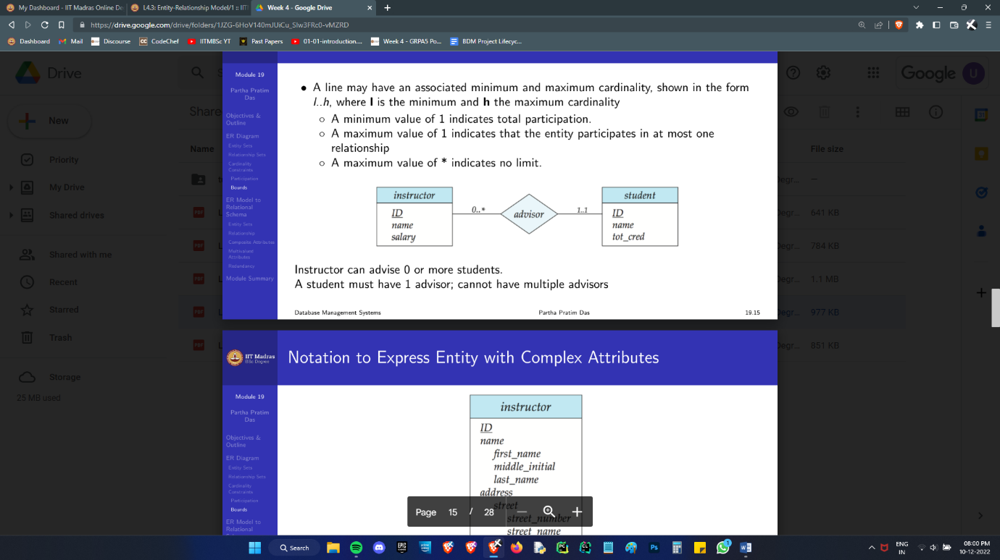 My Dashboard - IIT Madras Online De
L4.3: Entity-Relationship Model/1 :: IIT
Week 4 - Google Drive
https://drive.google.com/drive/folders/1JZG-6HoV140mJUiCu_Slw3FRc0-vMZRD
Dashboard
Mail
Discourse
CodeChef
IITMBSc YT
Past Papers
01-01-introduction....
Week 4 - GRPA5 Po...
BDM Project Lifecyc...
Drive
Google
U
New
Share
Name
File size
Priority
My Drive
Shared drives
Shared with me
Recent
Starred
Trash
Storage
25 MB used
641 KB
784 KB
1.1 MB
977 KB
851 KB
Module 19
Partha Pratim
Das
Objectives &
Outline
ER Diagram
Entity Sets
Relationship Sets
Cardinality
Constraints
Participation
Bounds
ER Model to
Relational
Schema
Entity Sets
Relationship
Composite Attributes
Multivalued
Attributes
Redundancy
Module Summary
• A line may have an associated minimum and maximum cardinality, shown in the form
l..h, where l is the minimum and h the maximum cardinality
○ A minimum value of 1 indicates total participation.
○ A maximum value of 1 indicates that the entity participates in at most one
relationship
○ A maximum value of * indicates no limit.
instructor
ID
name
salary
0..*
advisor
1..1
student
ID
name
tot_cred
Instructor can advise 0 or more students.
A student must have 1 advisor; cannot have multiple advisors
Database Management Systems
Partha Pratim Das
19.15
IIT Madras
BSc Degree
Notation to Express Entity with Complex Attributes
Module 19
Partha Pratim
Das
Objectives &
Outline
ER Diagram
Entity Sets
Relationship Sets
Cardinality
Constraints
Participation
Bounds
ER Model to
Relational
instructor
ID
name
first_name
middle_initial
last_name
address
street
street_number
street_name
Page 15 / 28
Search
ENG
IN
08:00 PM
10-12-2022